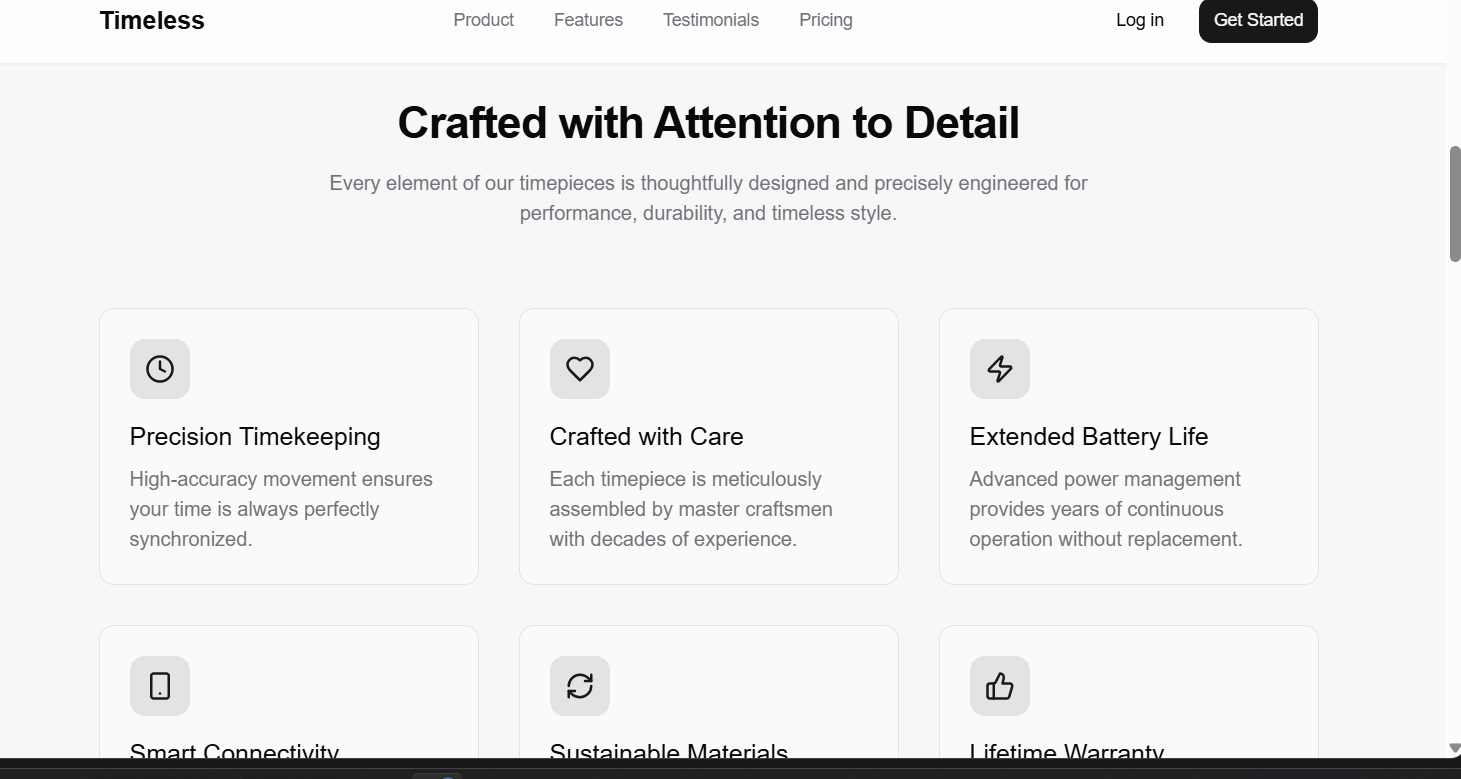 Timeless
Product
Features
Testimonials
Pricing
Log in
Get Started
Crafted with Attention to Detail
Every element of our timepieces is thoughtfully designed and precisely engineered for
performance, durability, and timeless style.
Precision Timekeeping
High-accuracy movement ensures
your time is always perfectly
synchronized.
Crafted with Care
Each timepiece is meticulously
assembled by master craftsmen
with decades of experience.
Extended Battery Life
Advanced power management
provides years of continuous
operation without replacement.
Smart Connectivity
Sustainable Materials
Lifetime Warranty